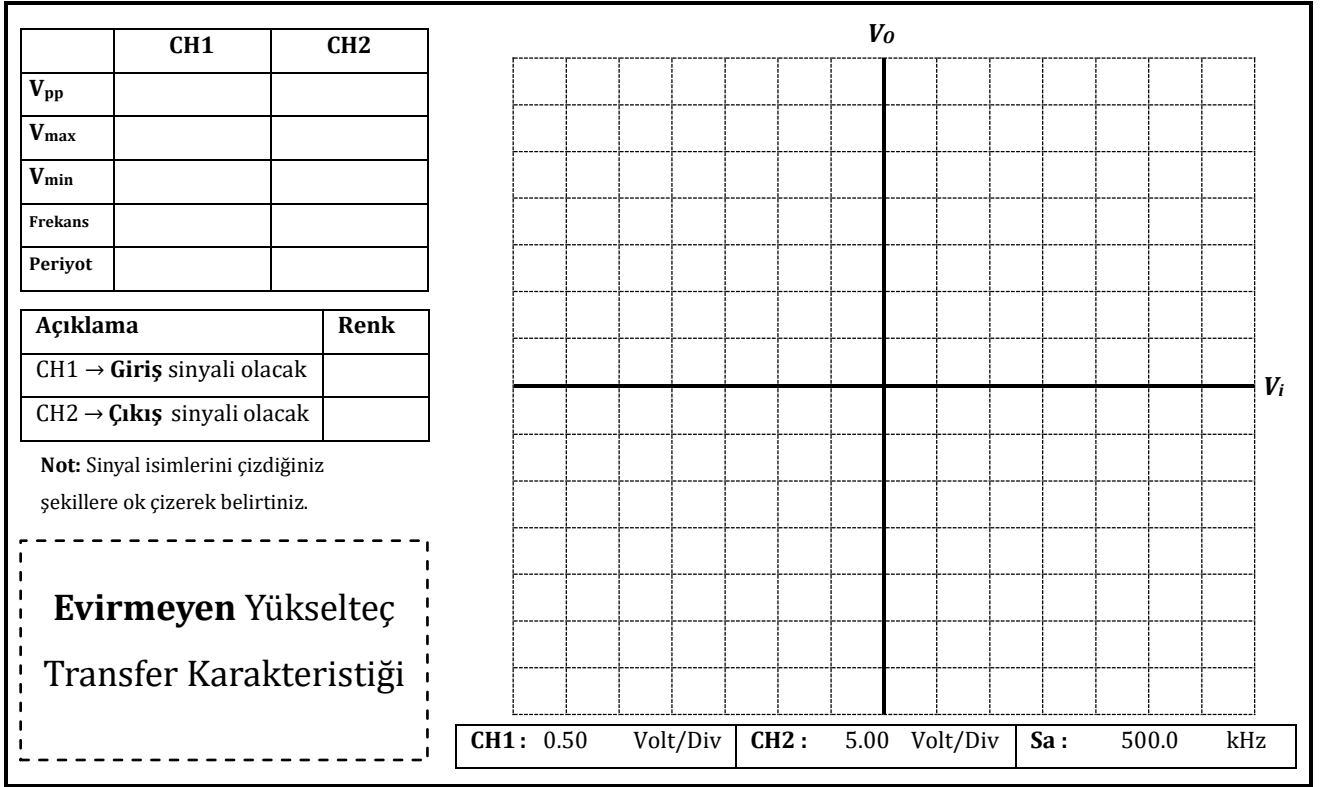 CH1 CH2
Vpp
Vmax
Vmin
Frekans
Periyot
Açıklama Renk
CH1 → Giriş sinyali olacak
CH2 → Çıkış sinyali olacak
Not: Sinyal isimlerini çizdiğiniz
şekillere ok çizerek belirtiniz.
Evirmeyen Yükselteç
Transfer Karakteristiği
VO
Vi
CH1 : 0.50 Volt/Div CH2 : 5.00 Volt/Div Sa : 500.0 kHz